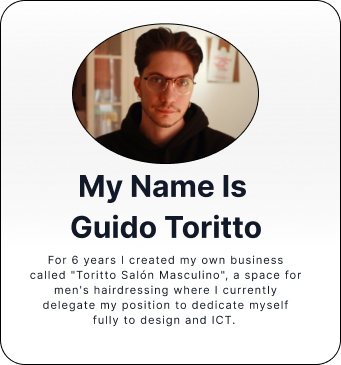 My Name Is
Guido Toritto
For 6 years I created my own business
called "Toritto Salón Masculino", a space for
men's hairdressing where I currently
delegate my position to dedicate myself
fully to design and ICT.